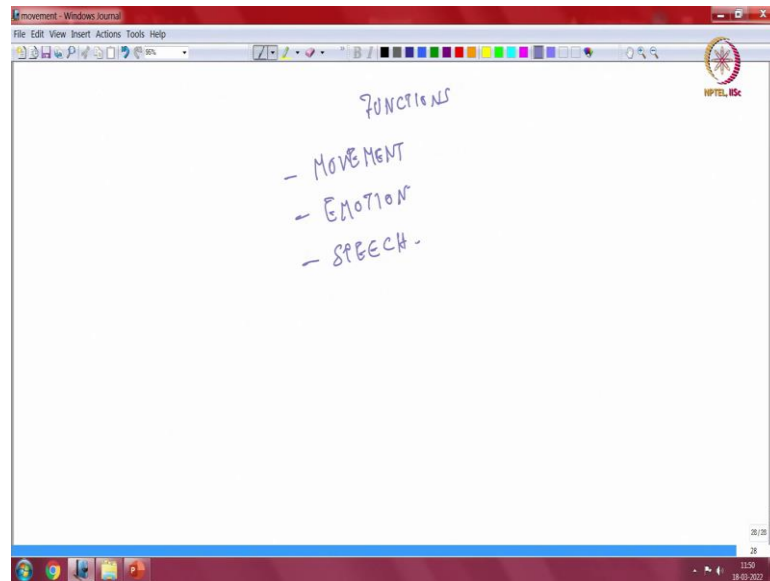 movement - Windows Journal
File Edit View Insert Actions Tools Help
96%
B I
NPTEL, IISc
FUNCTIONS
- MOVEMENT
- EMOTION
- SPEECH.
28/28
28
11:50
18-03-2022